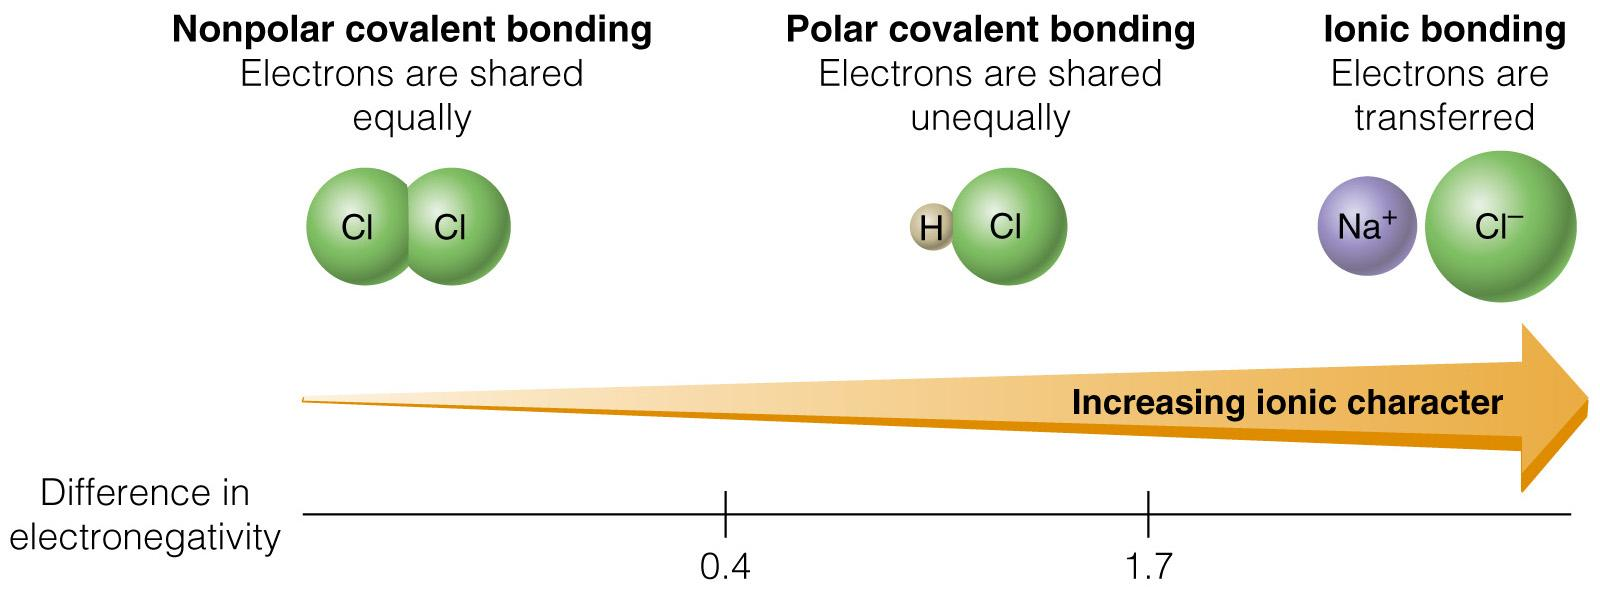 Nonpolar covalent bonding
Electrons are shared
equally
Polar covalent bonding
Electrons are shared
unequally
Ionic bonding
Electrons are
transferred
Cl
Cl
H
Cl
Na⁺
Cl⁻
Increasing ionic character
Difference in
electronegativity
0.4
1.7